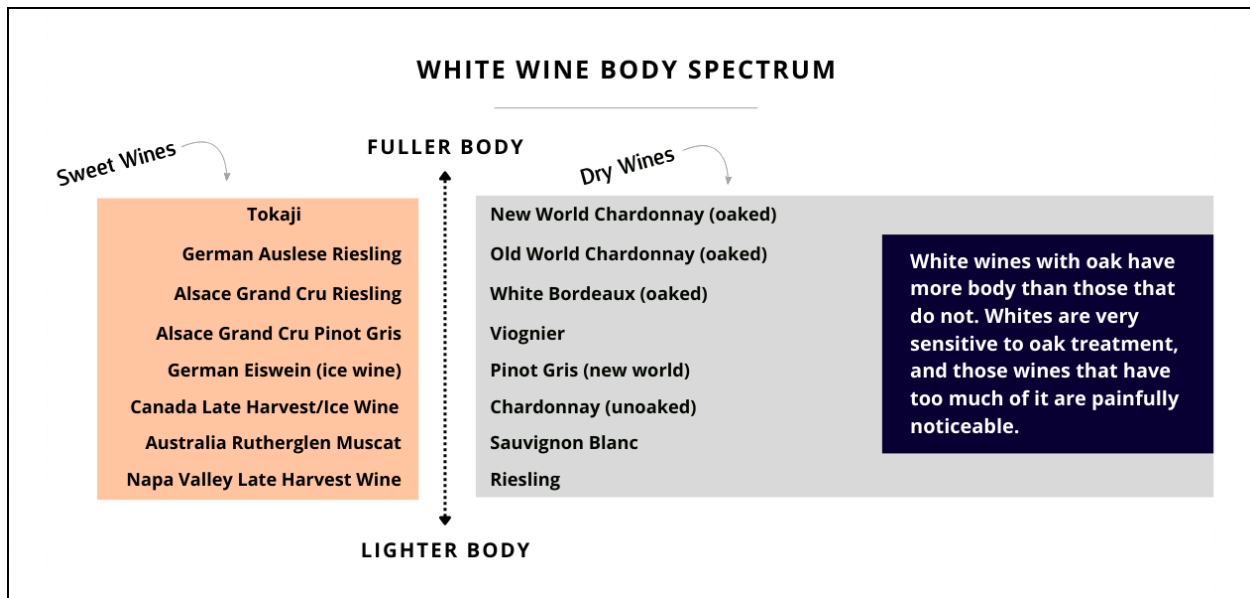 WHITE WINE BODY SPECTRUM
FULLER BODY
Sweet Wines
Dry Wines
Tokaji
German Auslese Riesling
Alsace Grand Cru Riesling
Alsace Grand Cru Pinot Gris
German Eiswein (ice wine)
Canada Late Harvest/Ice Wine
Australia Rutherglen Muscat
Napa Valley Late Harvest Wine
New World Chardonnay (oaked)
Old World Chardonnay (oaked)
White Bordeaux (oaked)
Viognier
Pinot Gris (new world)
Chardonnay (unoaked)
Sauvignon Blanc
Riesling
White wines with oak have
more body than those that
do not. Whites are very
sensitive to oak treatment,
and those wines that have
too much of it are painfully
noticeable.
LIGHTER BODY